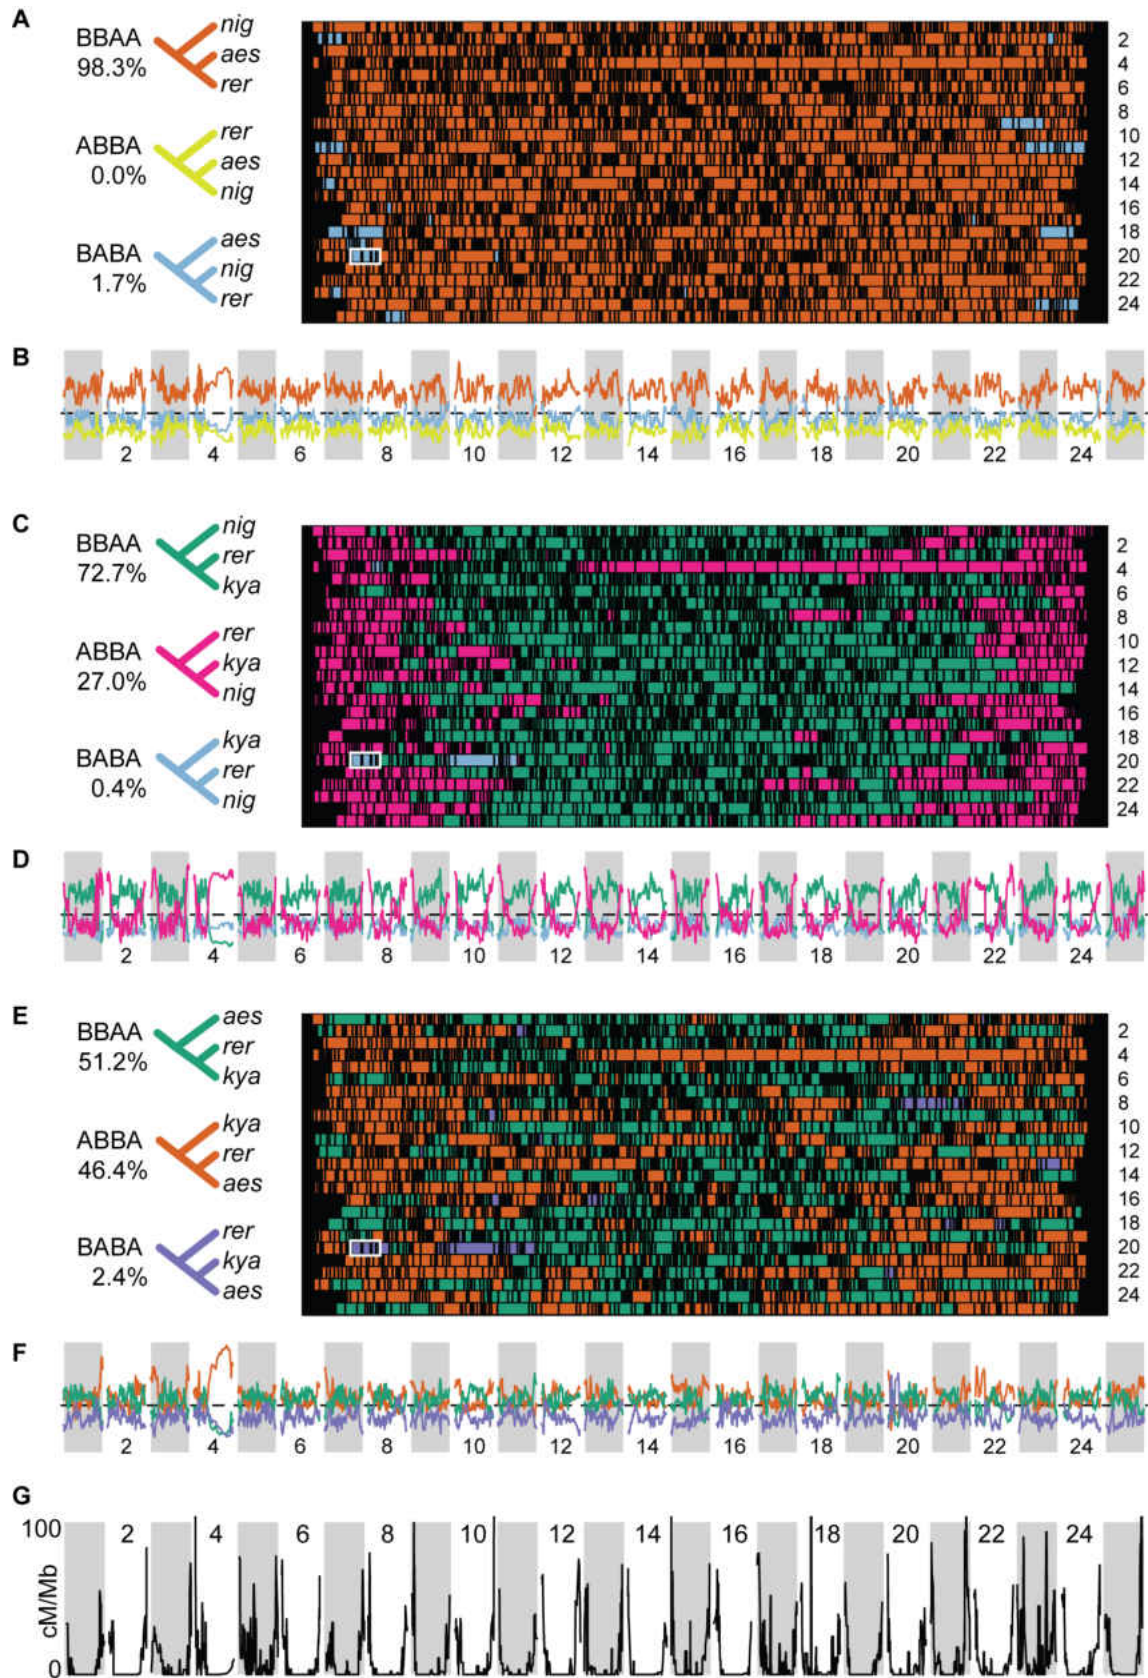 A
BBAA
98.3%
nig
aes
rer
ABBA
0.0%
rer
aes
nig
BABA
1.7%
aes
nig
rer
2
4
6
8
10
12
14
16
18
20
22
24
B
2 4 6 8 10 12 14 16 18 20 22 24
C
BBAA
72.7%
nig
rer
kya
ABBA
27.0%
rer
kya
nig
BABA
0.4%
kya
rer
nig
2
4
6
8
10
12
14
16
18
20
22
24
D
2 4 6 8 10 12 14 16 18 20 22 24
E
BBAA
51.2%
aes
rer
kya
ABBA
46.4%
kya
rer
aes
BABA
2.4%
rer
kya
aes
2
4
6
8
10
12
14
16
18
20
22
24
F
2 4 6 8 10 12 14 16 18 20 22 24
G
100
2 4 6 8 10 12 14 16 18 20 22 24
cM/Mb
0